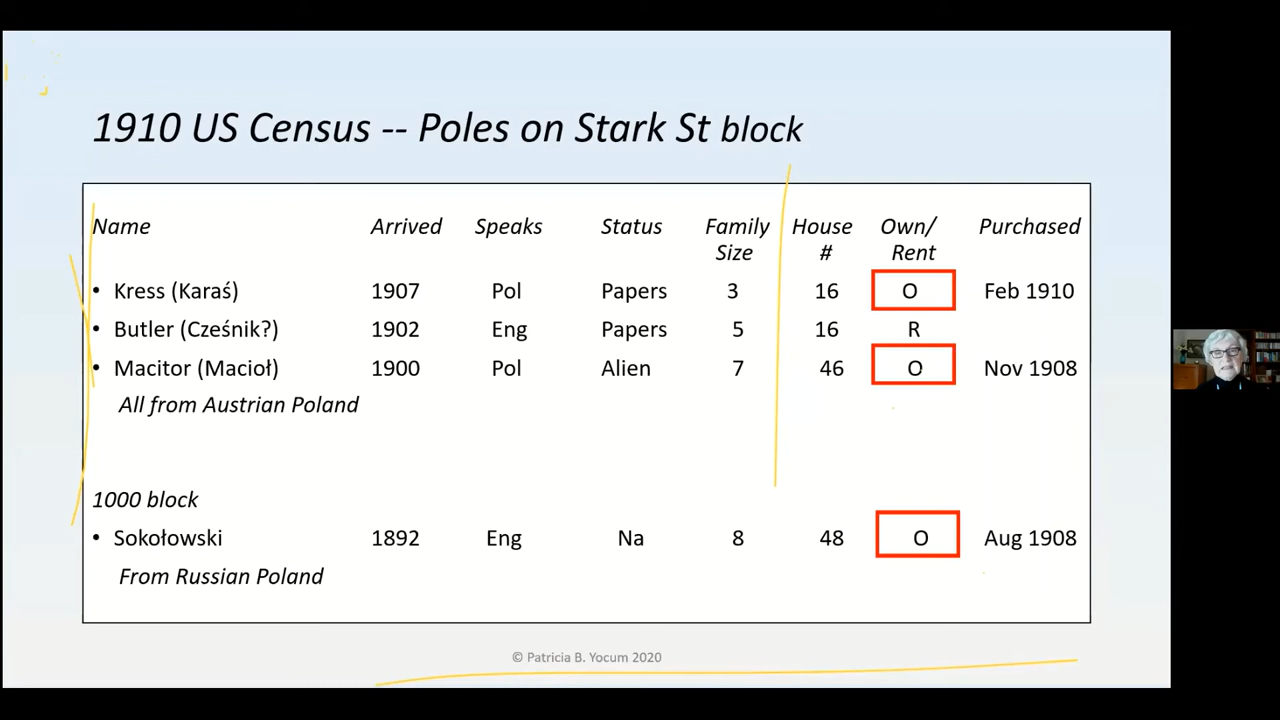 1910 US Census -- Poles on Stark St block
Name Arrived Speaks Status Family Size House # Own/ Rent Purchased
• Kress (Karaś) 1907 Pol Papers 3 16 O Feb 1910
• Butler (Cześnik?) 1902 Eng Papers 5 16 R
• Macitor (Macioł) 1900 Pol Alien 7 46 O Nov 1908
All from Austrian Poland
1000 block
• Sokołowski 1892 Eng Na 8 48 O Aug 1908
From Russian Poland
© Patricia B. Yocum 2020